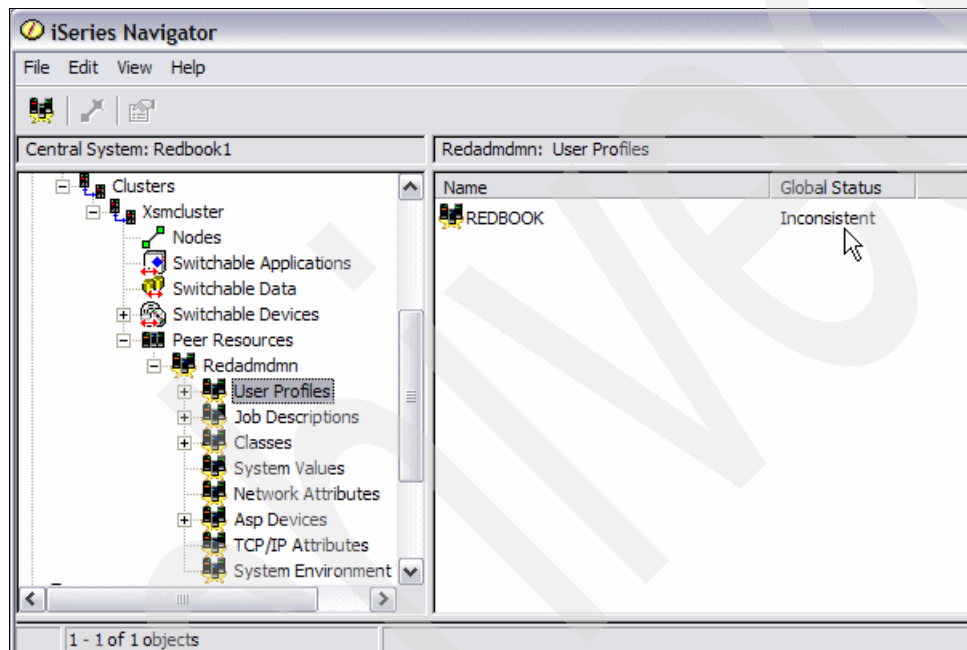 iSeries Navigator
File Edit View Help
Central System: Redbook1
Redadmdmn: User Profiles
Clusters
Xsmcluster
Nodes
Switchable Applications
Switchable Data
Switchable Devices
Peer Resources
Redadmdmn
User Profiles
Job Descriptions
Classes
System Values
Network Attributes
Asp Devices
TCP/IP Attributes
System Environment
Name Global Status
REDBOOK Inconsistent
1 - 1 of 1 objects